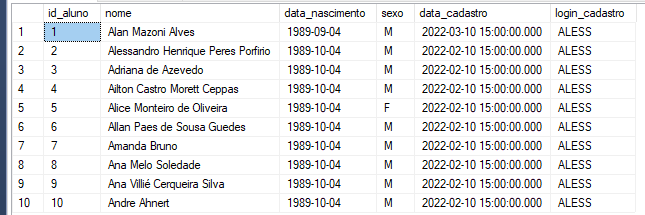 id_aluno nome data_nascimento sexo data_cadastro login_cadastro
1 1 Alan Mazoni Alves 1989-09-04 M 2022-03-10 15:00:00.000 ALESS
2 2 Alessandro Henrique Peres Porfirio 1989-10-04 M 2022-02-10 15:00:00.000 ALESS
3 3 Adriana de Azevedo 1989-10-04 M 2022-02-10 15:00:00.000 ALESS
4 4 Ailton Castro Morett Ceppas 1989-10-04 M 2022-02-10 15:00:00.000 ALESS
5 5 Alice Monteiro de Oliveira 1989-10-04 F 2022-02-10 15:00:00.000 ALESS
6 6 Allan Paes de Sousa Guedes 1989-10-04 M 2022-02-10 15:00:00.000 ALESS
7 7 Amanda Bruno 1989-10-04 M 2022-02-10 15:00:00.000 ALESS
8 8 Ana Melo Soledade 1989-10-04 M 2022-02-10 15:00:00.000 ALESS
9 9 Ana Villié Cerqueira Silva 1989-10-04 M 2022-02-10 15:00:00.000 ALESS
10 10 Andre Ahnert 1989-10-04 M 2022-02-10 15:00:00.000 ALESS